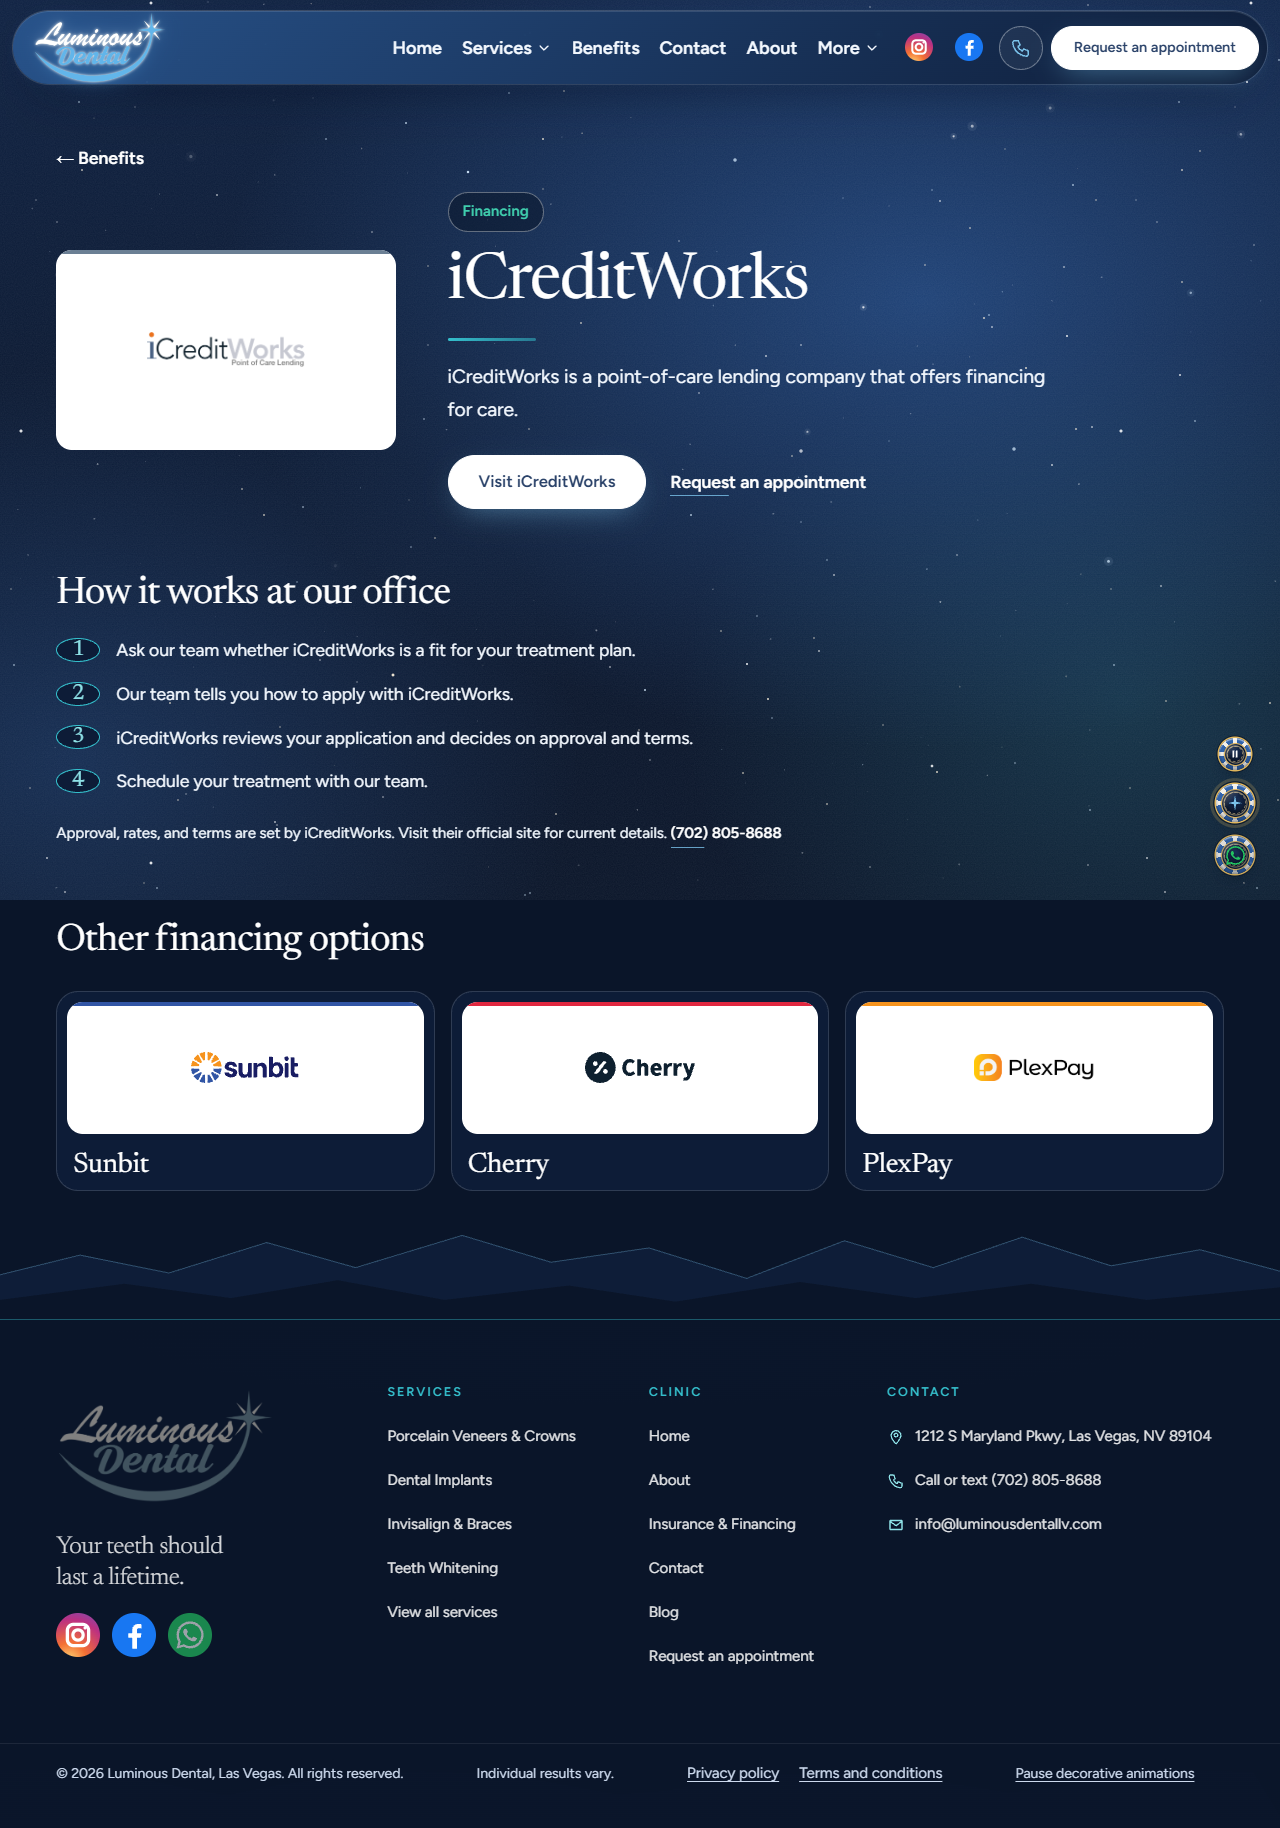 Luminous
Dental
Home Services Benefits Contact About More
Request an appointment
← Benefits
Financing
iCreditWorks
iCreditWorks
Point of Care Lending
iCreditWorks is a point-of-care lending company that offers financing
for care.
Visit iCreditWorks
Request an appointment
How it works at our office
1 Ask our team whether iCreditWorks is a fit for your treatment plan.
2 Our team tells you how to apply with iCreditWorks.
3 iCreditWorks reviews your application and decides on approval and terms.
4 Schedule your treatment with our team.
Approval, rates, and terms are set by iCreditWorks. Visit their official site for current details. (702) 805-8688
Other financing options
sunbit
Cherry
PlexPay
Sunbit
Cherry
PlexPay
Luminous
Dental
Your teeth should
last a lifetime.
SERVICES
Porcelain Veneers & Crowns
Dental Implants
Invisalign & Braces
Teeth Whitening
View all services
CLINIC
Home
About
Insurance & Financing
Contact
Blog
Request an appointment
CONTACT
1212 S Maryland Pkwy, Las Vegas, NV 89104
Call or text (702) 805-8688
info@luminousdentallv.com
© 2026 Luminous Dental, Las Vegas. All rights reserved.
Individual results vary.
Privacy policy
Terms and conditions
Pause decorative animations